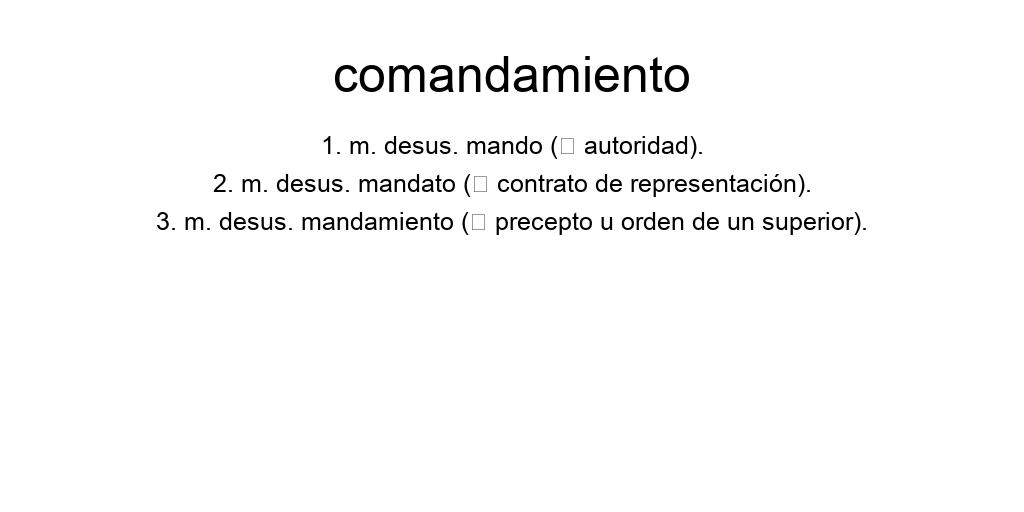 comandamiento
1. m. desus. mando (□ autoridad).
2. m. desus. mandato (□ contrato de representación).
3. m. desus. mandamiento (□ precepto u orden de un superior).